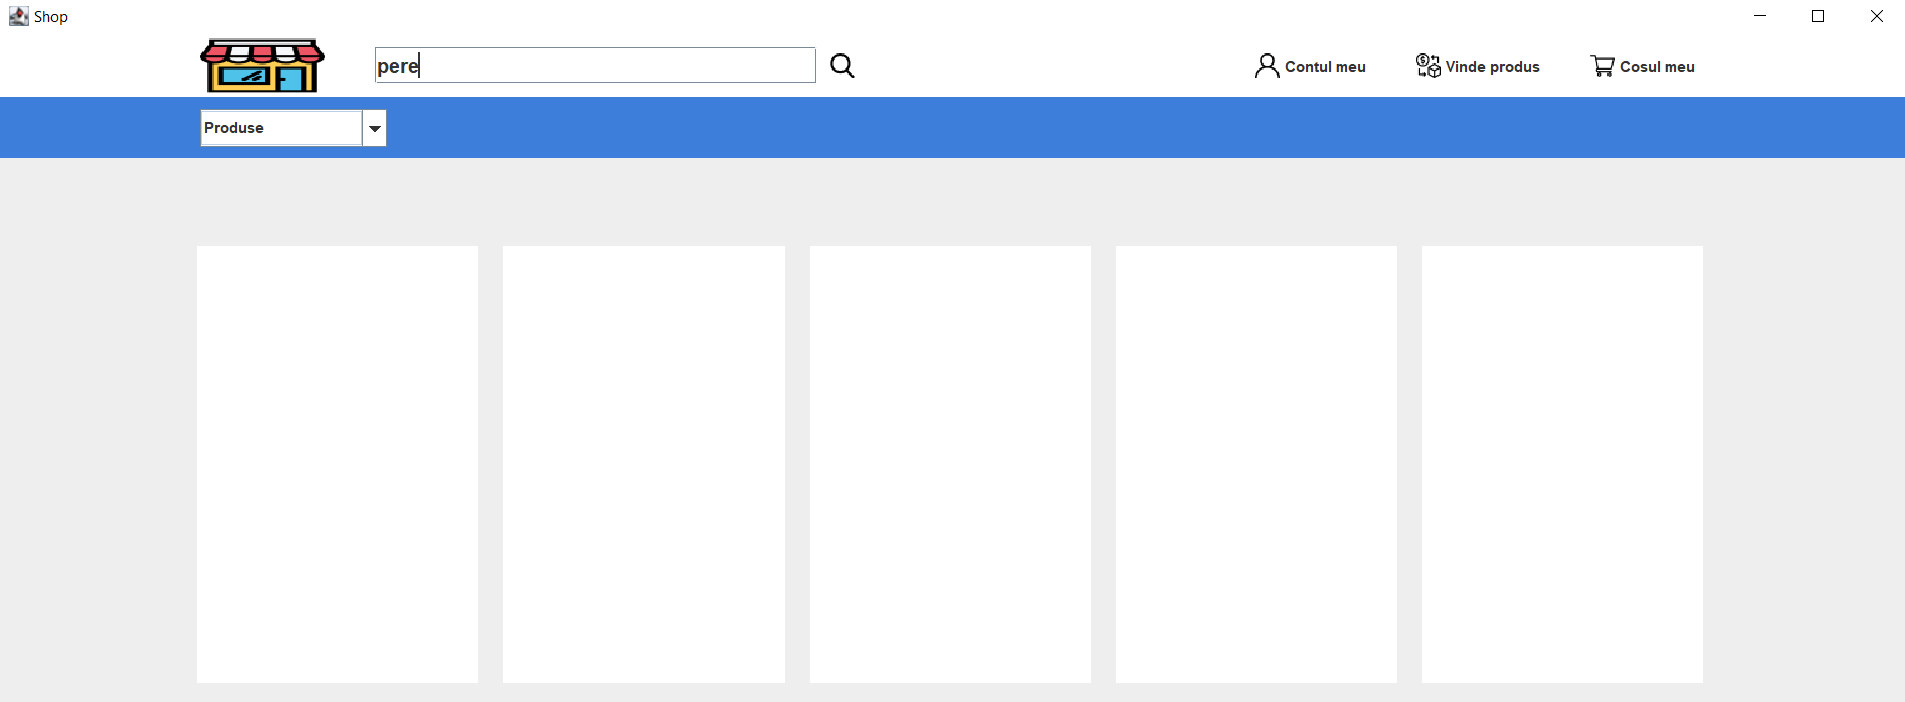 Shop
pere
Contul meu
Vinde produs
Cosul meu
Produse